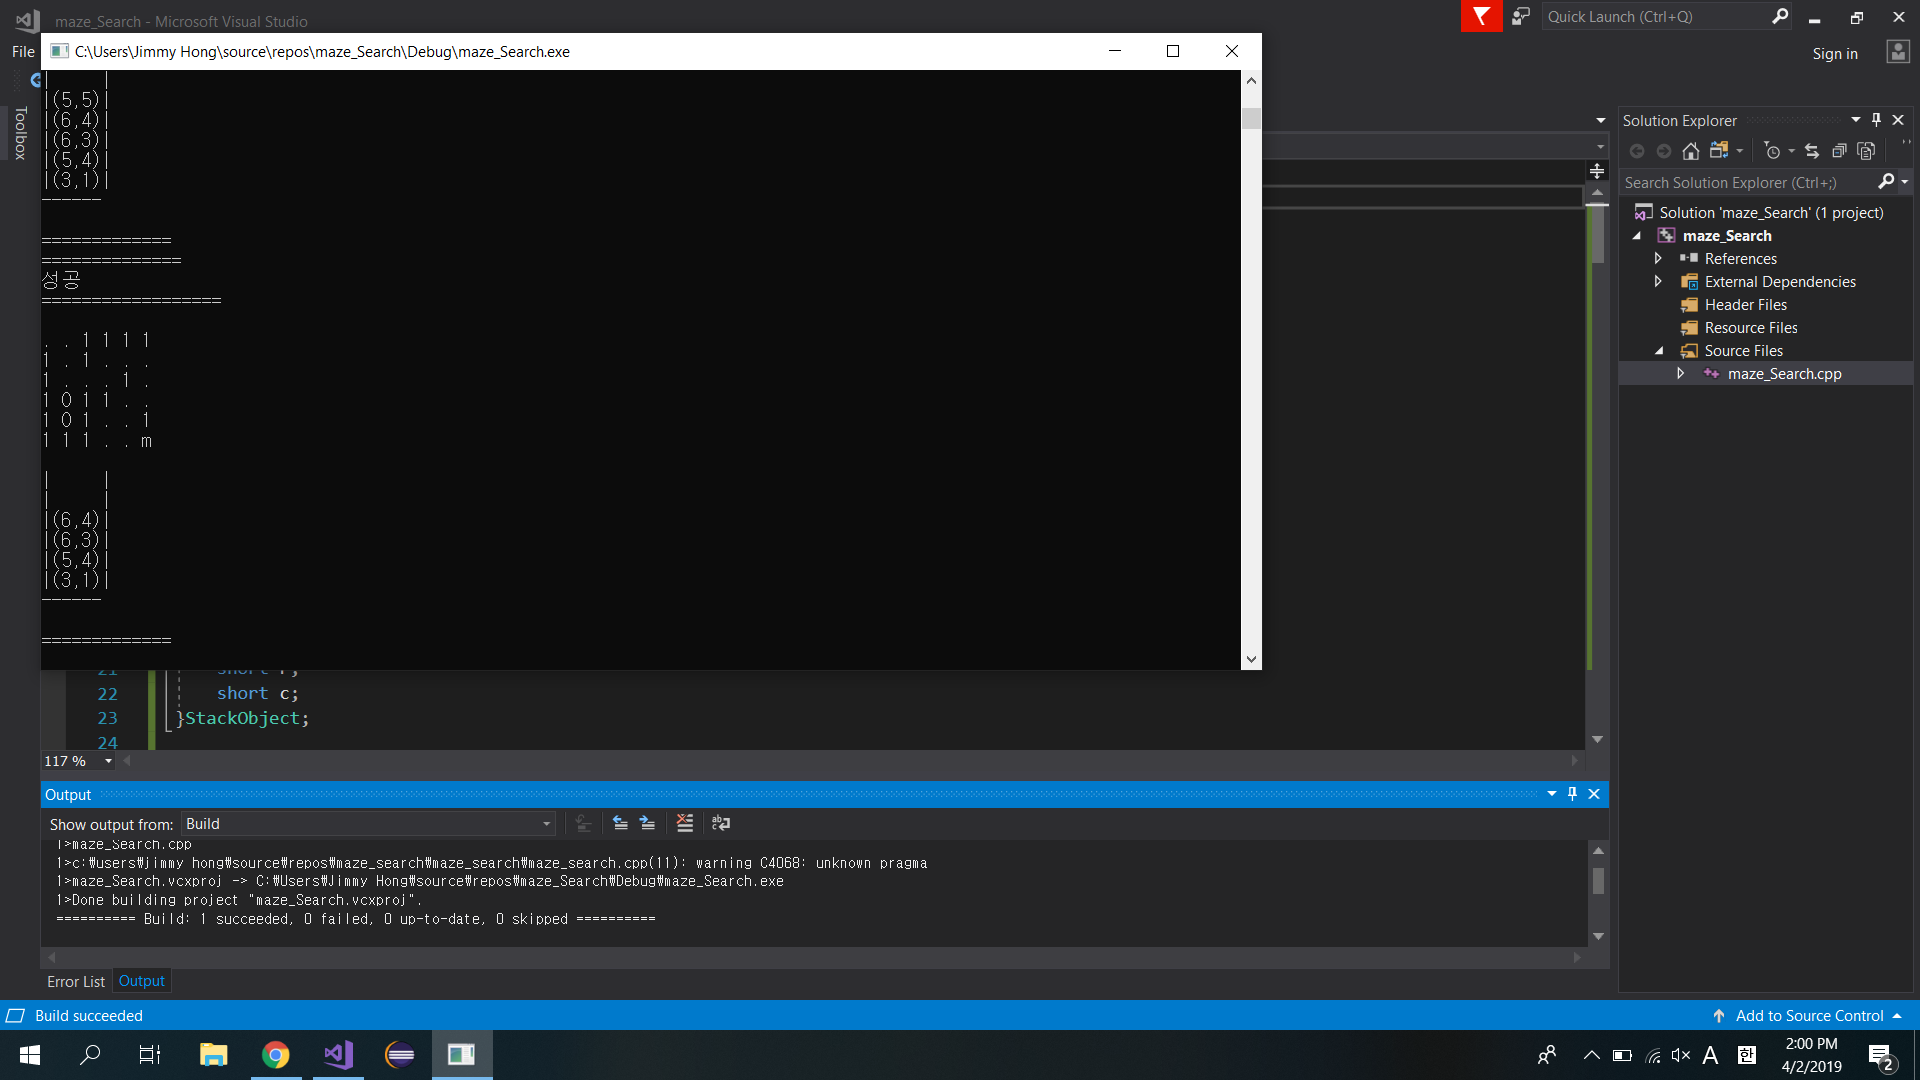 maze_Search - Microsoft Visual Studio
Quick Launch (Ctrl+Q)
File
C:\Users\Jimmy Hong\source\repos\maze_Search\Debug\maze_Search.exe
Sign in
Toolbox
|     |
|(5,5)|
|(6,4)|
|(6,3)|
|(5,4)|
|(3,1)|
------
=============
==============
성공
==================
. . 1 1 1 1
1 . 1 . . .
1 . . . 1 .
1 0 1 1 . .
1 0 1 . . 1
1 1 1 . . m
|     |
|     |
|(6,4)|
|(6,3)|
|(5,4)|
|(3,1)|
------
=============
21 short r;
22 short c;
23 }StackObject;
24
117 %
Output
Show output from: Build
1>maze_Search.cpp
1>c:₩users₩jimmy hong₩source₩repos₩maze_search₩maze_search₩maze_search.cpp(11): warning C4068: unknown pragma
1>maze_Search.vcxproj -> C:₩Users₩Jimmy Hong₩source₩repos₩maze_Search₩Debug₩maze_Search.exe
1>Done building project "maze_Search.vcxproj".
========== Build: 1 succeeded, 0 failed, 0 up-to-date, 0 skipped ==========
Error List Output
Solution Explorer
Search Solution Explorer (Ctrl+;)
Solution 'maze_Search' (1 project)
maze_Search
References
External Dependencies
Header Files
Resource Files
Source Files
maze_Search.cpp
Build succeeded
Add to Source Control
A 한
2:00 PM
4/2/2019
2